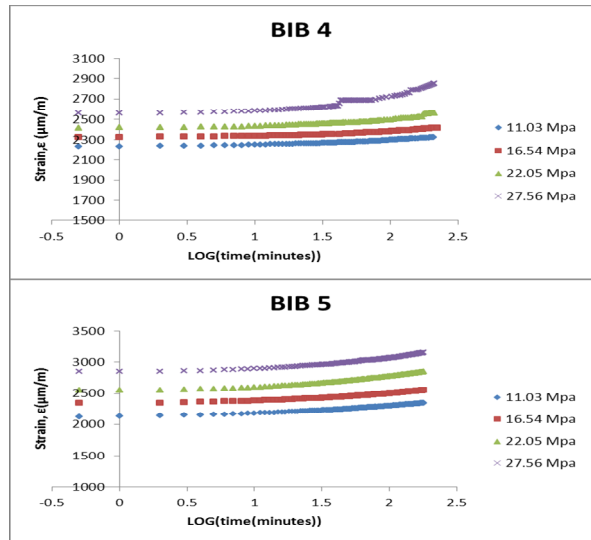 BIB 4
Strain,ε (µm/m)
3100
2900
2700
2500
2300
2100
1900
1700
1500
-0.5 0 0.5 1 1.5 2 2.5
LOG(time(minutes))
11.03 Mpa
16.54 Mpa
22.05 Mpa
27.56 Mpa
BIB 5
Strain, ε(µm/m)
3500
3000
2500
2000
1500
1000
-0.5 0 0.5 1 1.5 2 2.5
LOG(time(minutes))
11.03 Mpa
16.54 Mpa
22.05 Mpa
27.56 Mpa